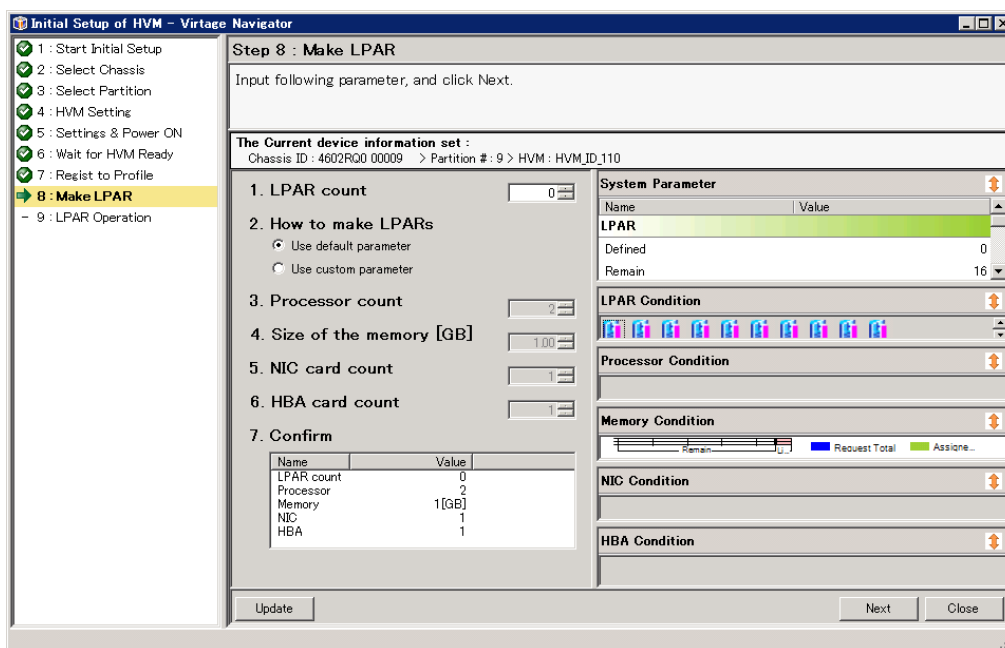 Initial Setup of HVM - Virtage Navigator
1 : Start Initial Setup
2 : Select Chassis
3 : Select Partition
4 : HVM Setting
5 : Settings & Power ON
6 : Wait for HVM Ready
7 : Regist to Profile
8 : Make LPAR
- 9 : LPAR Operation
Step 8 : Make LPAR
Input following parameter, and click Next.
The Current device information set :
Chassis ID : 4602RQ0 00009 > Partition # : 9 > HVM : HVM_ID_110
1. LPAR count 0
2. How to make LPARs
Use default parameter
Use custom parameter
3. Processor count 2
4. Size of the memory [GB] 1.00
5. NIC card count 1
6. HBA card count 1
7. Confirm
Name Value
LPAR count 0
Processor 2
Memory 1[GB]
NIC 1
HBA 1
System Parameter
Name Value
LPAR
Defined 0
Remain 16
LPAR Condition
Processor Condition
Memory Condition
Remain Li... Request Total Assigne...
NIC Condition
HBA Condition
Update Next Close